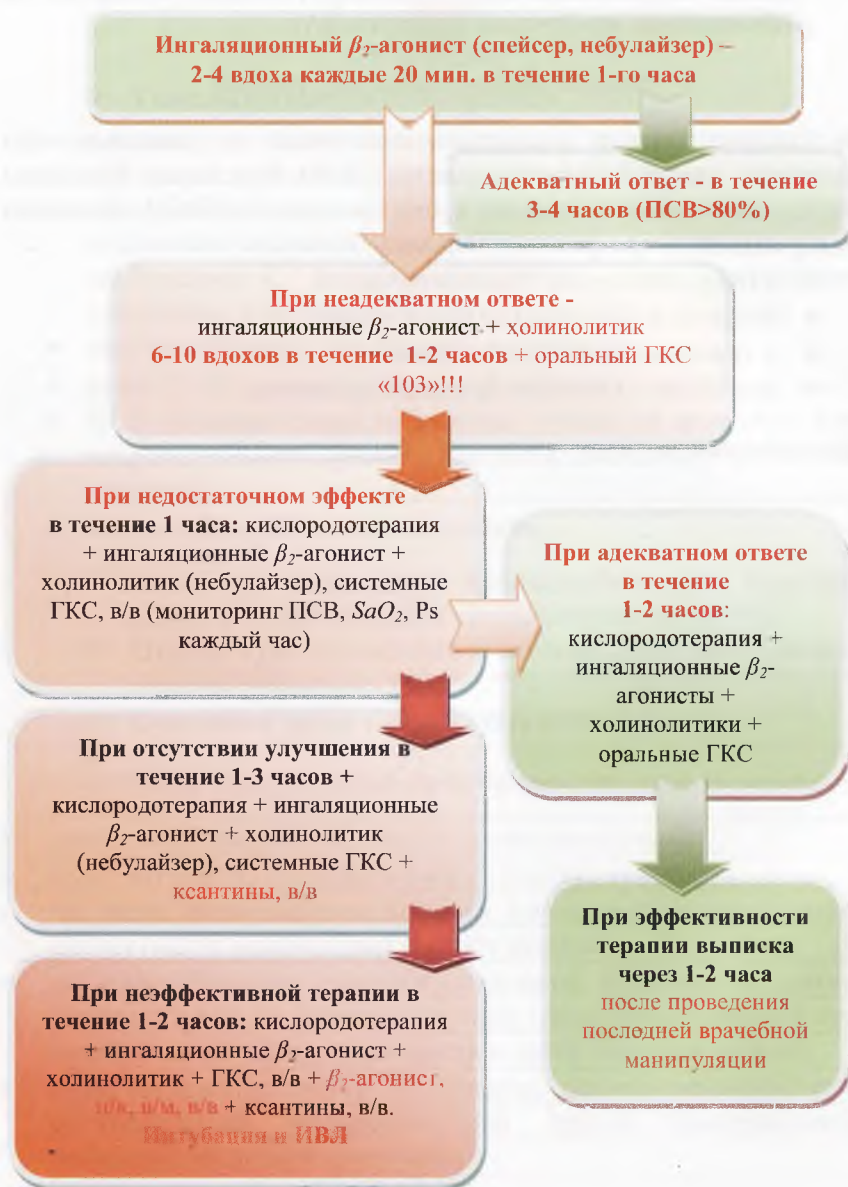 Ингаляционный β₂-агонист (спейсер, небулайзер) –
2-4 вдоха каждые 20 мин. в течение 1-го часа
Адекватный ответ - в течение
3-4 часов (ПСВ>80%)
При неадекватном ответе -
ингаляционные β₂-агонист + холинолитик
6-10 вдохов в течение 1-2 часов + оральный ГКС
«103»!!!
При недостаточном эффекте
в течение 1 часа: кислородотерапия
+ ингаляционные β₂-агонист +
холинолитик (небулайзер), системные
ГКС, в/в (мониторинг ПСВ, SaO₂, Ps
каждый час)
При адекватном ответе
в течение
1-2 часов:
кислородотерапия +
ингаляционные β₂-
агонисты +
холинолитики +
оральные ГКС
При отсутствии улучшения в
течение 1-3 часов +
кислородотерапия + ингаляционные
β₂-агонист + холинолитик
(небулайзер), системные ГКС +
ксантины, в/в
При эффективности
терапии выписка
через 1-2 часа
после проведения
последней врачебной
манипуляции
При неэффективной терапии в
течение 1-2 часов: кислородотерапия
+ ингаляционные β₂-агонист +
холинолитик + ГКС, в/в + β₂-агонист,
п/к, в/м, в/в + ксантины, в/в.
Интубация и ИВЛ